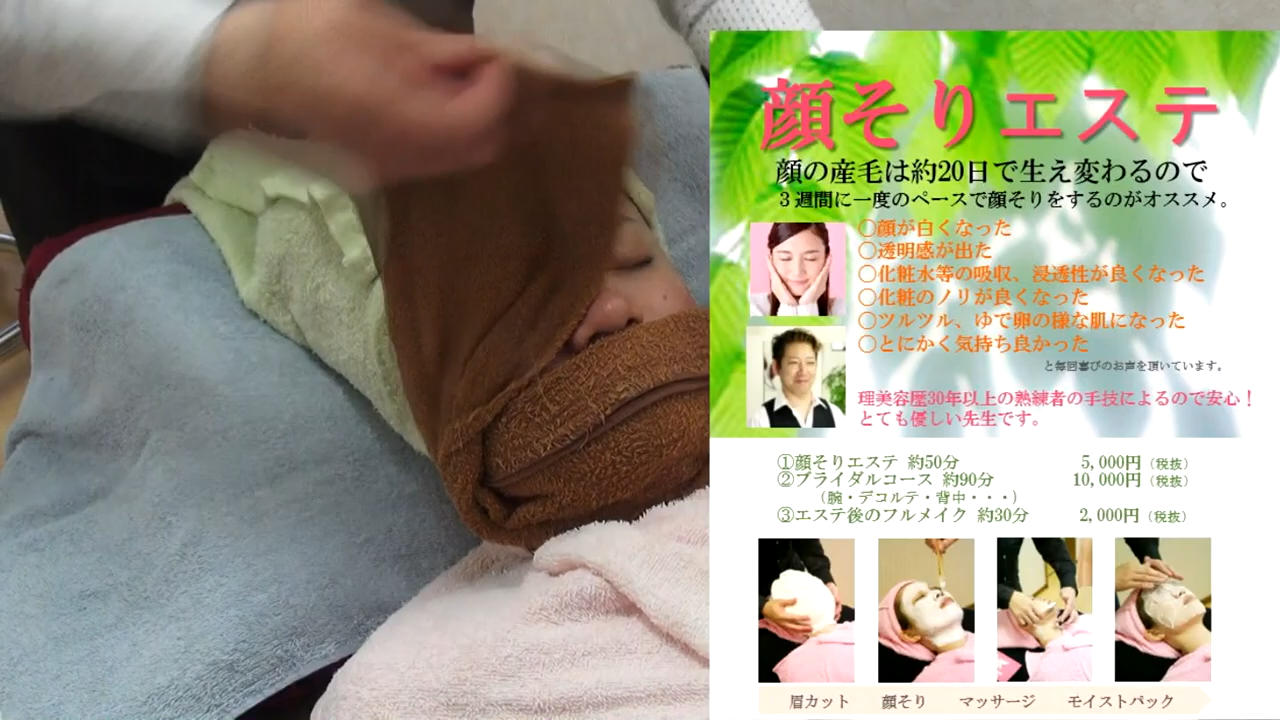 顔そりエステ
顔の産毛は約20日で生え変わるので
３週間に一度のペースで顔そりをするのがオススメ。
〇顔が白くなった
〇透明感が出た
〇化粧水等の吸収、浸透性が良くなった
〇化粧のノリが良くなった
〇ツルツル、ゆで卵の様な肌になった
〇とにかく気持ち良かった
と毎回喜びのお声を頂いています。
理美容歴30年以上の熟練者の手技によるので安心！
とても優しい先生です。
①顔そりエステ 約50分 5,000円（税抜）
②ブライダルコース 約90分 10,000円（税抜）
（腕・デコルテ・背中・・・）
③エステ後のフルメイク 約30分 2,000円（税抜）
眉カット 顔そり マッサージ モイストパック